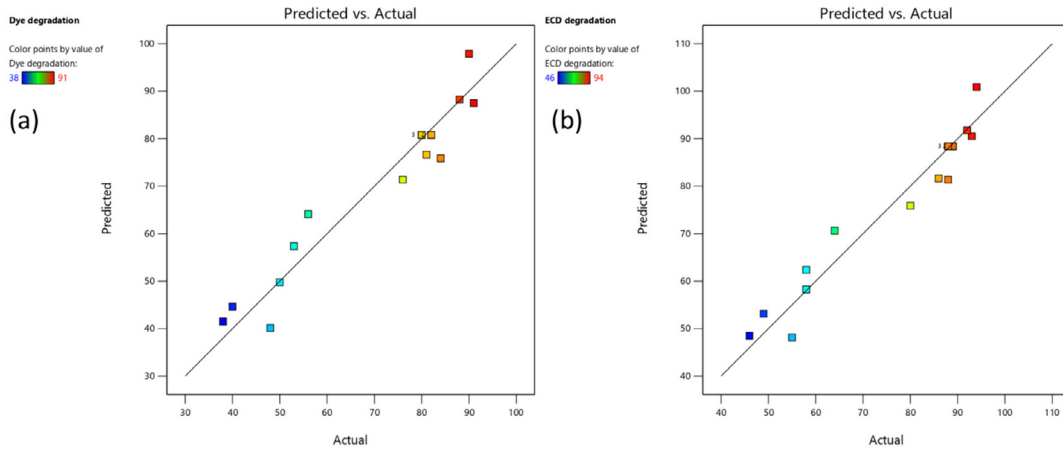 Dye degradation
Color points by value of
Dye degradation:
38 91
(a)
Predicted vs. Actual
Predicted
100
90
80
70
60
50
40
30
3
30 40 50 60 70 80 90 100
Actual
ECD degradation
Color points by value of
ECD degradation:
46 94
(b)
Predicted vs. Actual
Predicted
110
100
90
80
70
60
50
40
3
40 50 60 70 80 90 100 110
Actual